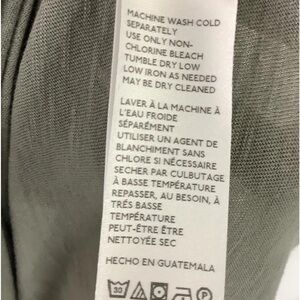 MACHINE WASH COLD
SEPARATELY
USE ONLY NON-
CHLORINE BLEACH
TUMBLE DRY LOW
LOW IRON AS NEEDED
MAY BE DRY CLEANED
LAVER À LA MACHINE À
L'EAU FROIDE
SÉPARÉMENT
UTILISER UN AGENT DE
BLANCHIMENT SANS
CHLORE SI NÉCESSAIRE
SECHER PAR CULBUTAGE
À BASSE TEMPÉRATURE
REPASSER, AU BESOIN, À
TRÈS BASSE
TEMPÉRATURE
PEUT-ÊTRE ÊTRE
NETTOYÉE SEC
HECHO EN GUATEMALA
30
P